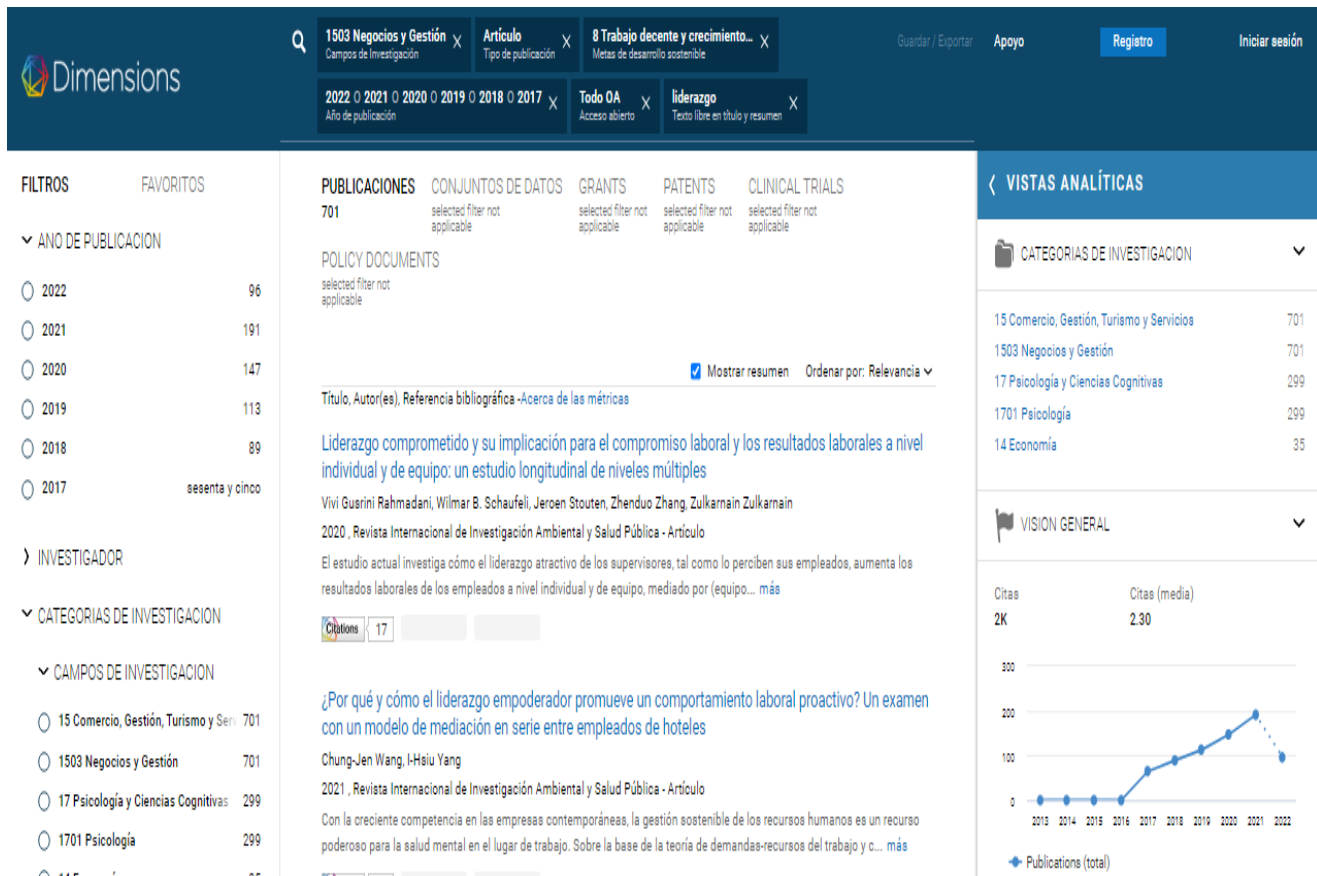 Dimensions
1503 Negocios y Gestión X
Campos de Investigación
Artículo X
Tipo de publicación
8 Trabajo decente y crecimiento... X
Metas de desarrollo sostenible
Guardar / Exportar
Apoyo
Registro
Iniciar sesión
2022 O 2021 O 2020 O 2019 O 2018 O 2017 X
Año de publicación
Todo OA X
Acceso abierto
liderazgo X
Texto libre en título y resumen
FILTROS
FAVORITOS
ANO DE PUBLICACION
2022 96
2021 191
2020 147
2019 113
2018 89
2017 sesenta y cinco
INVESTIGADOR
CATEGORIAS DE INVESTIGACION
CAMPOS DE INVESTIGACION
15 Comercio, Gestión, Turismo y Serv 701
1503 Negocios y Gestión 701
17 Psicología y Ciencias Cognitivas 299
1701 Psicología 299
PUBLICACIONES
701
CONJUNTOS DE DATOS
selected filter not
applicable
GRANTS
selected filter not
applicable
PATENTS
selected filter not
applicable
CLINICAL TRIALS
selected filter not
applicable
POLICY DOCUMENTS
selected filter not
applicable
Mostrar resumen Ordenar por: Relevancia
Título, Autor(es), Referencia bibliográfica -Acerca de las métricas
Liderazgo comprometido y su implicación para el compromiso laboral y los resultados laborales a nivel
individual y de equipo: un estudio longitudinal de niveles múltiples
Vivi Gusrini Rahmadani, Wilmar B. Schaufeli, Jeroen Stouten, Zhenduo Zhang, Zulkarnain Zulkarnain
2020 , Revista Internacional de Investigación Ambiental y Salud Pública - Artículo
El estudio actual investiga cómo el liderazgo atractivo de los supervisores, tal como lo perciben sus empleados, aumenta los
resultados laborales de los empleados a nivel individual y de equipo, mediado por (equipo... más
Citations 17
¿Por qué y cómo el liderazgo empoderador promueve un comportamiento laboral proactivo? Un examen
con un modelo de mediación en serie entre empleados de hoteles
Chung-Jen Wang, I-Hsiu Yang
2021 , Revista Internacional de Investigación Ambiental y Salud Pública - Artículo
Con la creciente competencia en las empresas contemporáneas, la gestión sostenible de los recursos humanos es un recurso
poderoso para la salud mental en el lugar de trabajo. Sobre la base de la teoría de demandas-recursos del trabajo y c... más
VISTAS ANALÍTICAS
CATEGORIAS DE INVESTIGACION
15 Comercio, Gestión, Turismo y Servicios 701
1503 Negocios y Gestión 701
17 Psicología y Ciencias Cognitivas 299
1701 Psicología 299
14 Economía 35
VISION GENERAL
Citas
2K
Citas (media)
2.30
300
200
100
0
2013 2014 2015 2016 2017 2018 2019 2020 2021 2022
Publications (total)